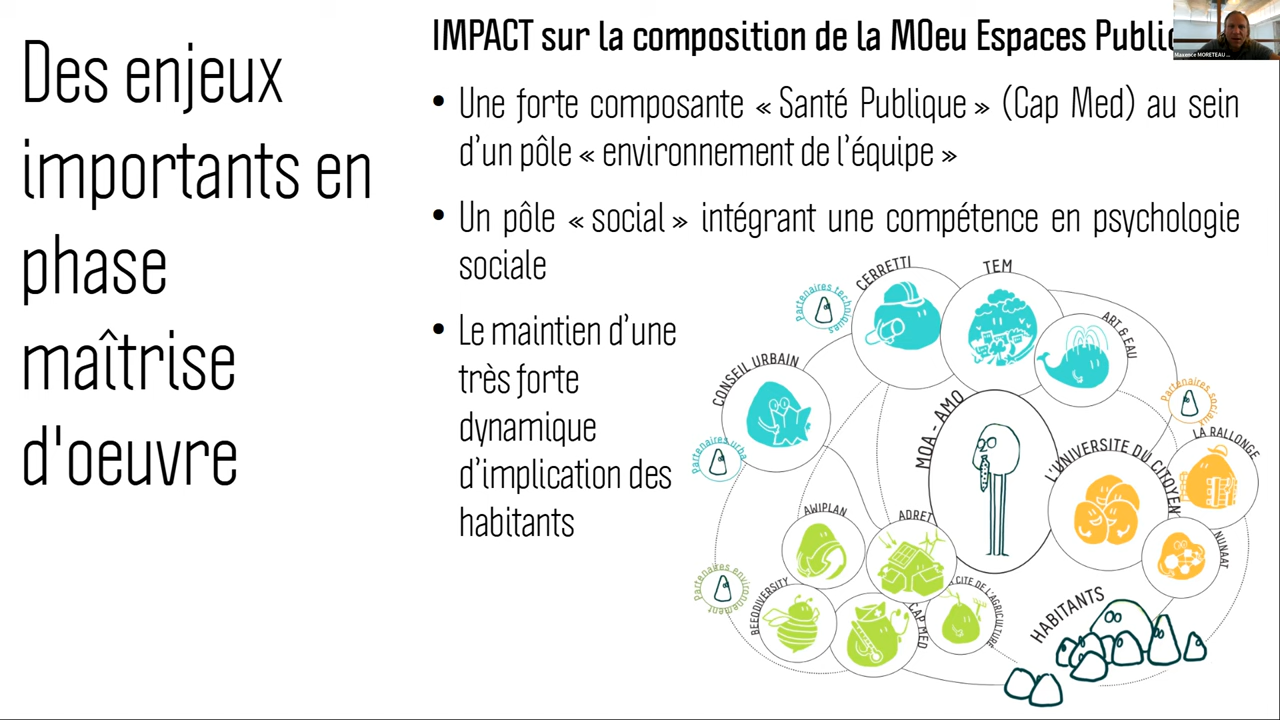 Des enjeux
importants en
phase
maîtrise
d'oeuvre
IMPACT sur la composition de la MOeu Espaces Public
Maxence MORETEAU ...
• Une forte composante « Santé Publique » (Cap Med) au sein
d'un pôle « environnement de l'équipe »
• Un pôle « social » intégrant une compétence en psychologie
sociale
• Le maintien d'une
très forte
dynamique
d'implication des
habitants
Partenaires techniques
CERRETTI
TEM
ART & EAU
CONSEIL URBAIN
Partenaires urba
MOA - AMO
Partenaires sociaux
LA RALLONGE
L'UNIVERSITE DU CITOYEN
NUNAAT
AWIPLAN
ADRET
Partenaires environnement
BEEODIVERSITY
CAP MED
CITE DE L'AGRICULTURE
HABITANTS